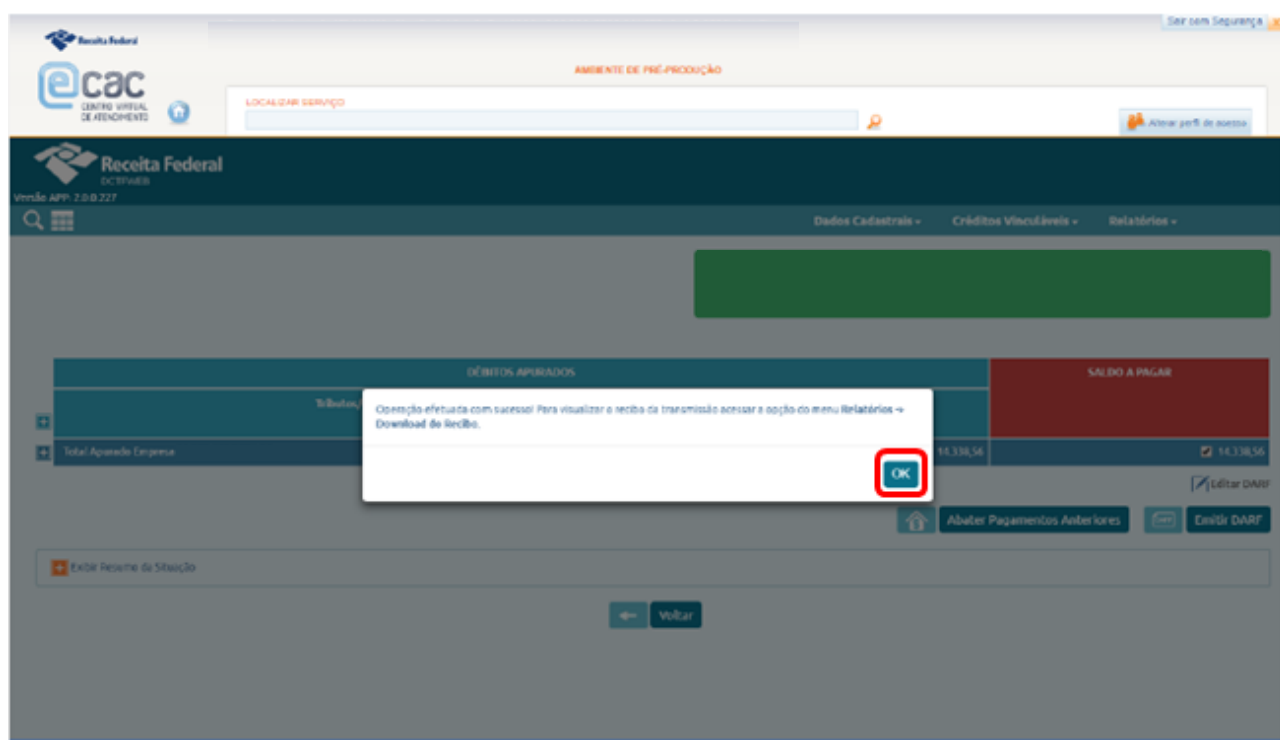 Sair com Segurança
Receita Federal
AMBIENTE DE PRÉ-PRODUÇÃO
ecac
CENTRO VIRTUAL
DE ATENDIMENTO
LOCALIZAR SERVIÇO
Alterar perfil de acesso
Receita Federal
DCTFWEB
Versão APP: 2.0.0.227
Dados Cadastrais
Créditos Vinculáveis
Relatórios
DÉBITOS APURADOS
SALDO A PAGAR
Tributos/
Operação efetuada com sucesso! Para visualizar o recibo da transmissão acessar a opção do menu Relatórios →
Download do Recibo.
Total Apurado Empresa
14.338,56
14.338,56
OK
Editar DARF
Abater Pagamentos Anteriores
Emitir DARF
Exibir Resumo da Situação
Voltar